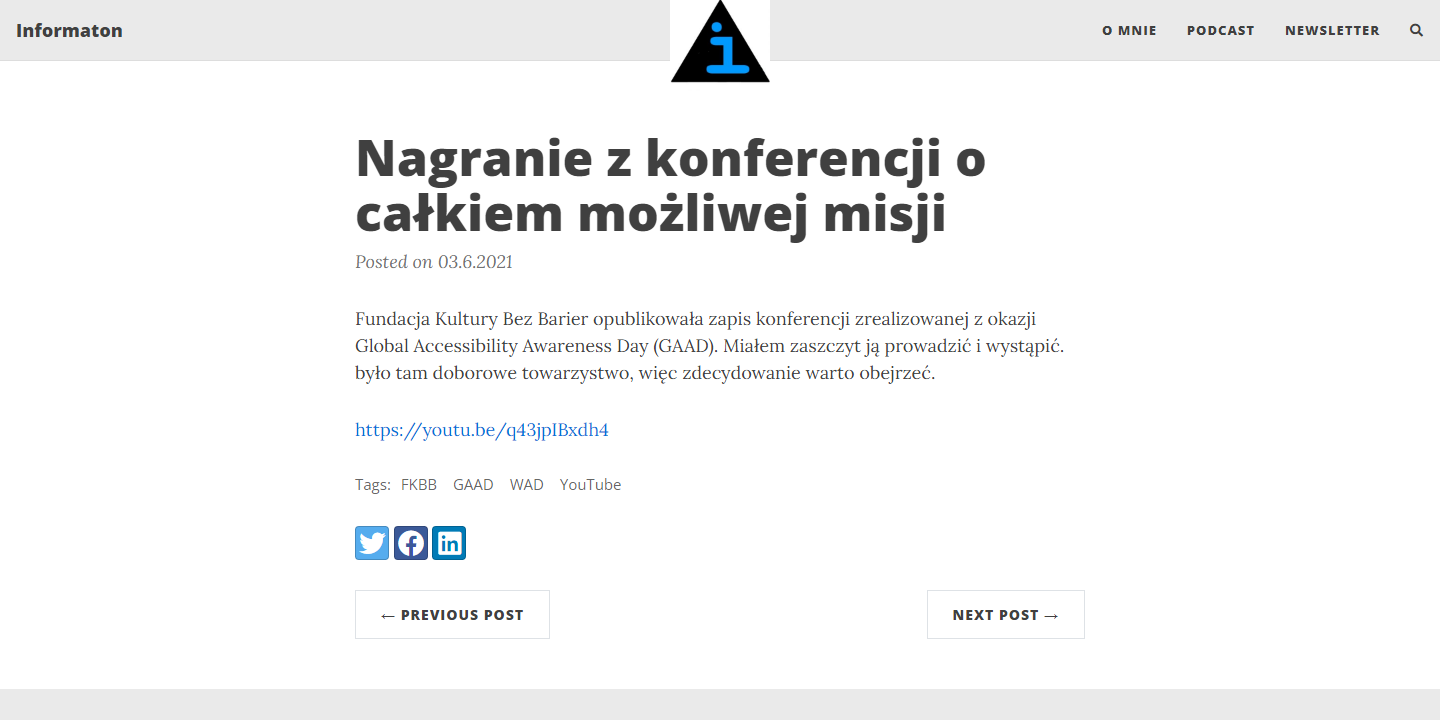 Informaton
i
O MNIE
PODCAST
NEWSLETTER
Nagranie z konferencji o
całkiem możliwej misji
Posted on 03.6.2021
Fundacja Kultury Bez Barier opublikowała zapis konferencji zrealizowanej z okazji
Global Accessibility Awareness Day (GAAD). Miałem zaszczyt ją prowadzić i wystąpić.
było tam doborowe towarzystwo, więc zdecydowanie warto obejrzeć.
https://youtu.be/q43jpIBxdh4
Tags: FKBB GAAD WAD YouTube
← PREVIOUS POST
NEXT POST →